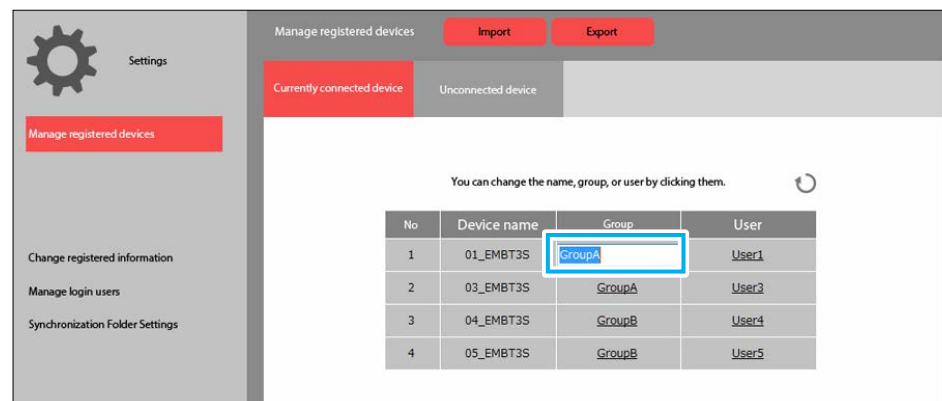 Settings
Manage registered devices Import Export
Currently connected device Unconnected device
Manage registered devices
You can change the name, group, or user by clicking them.
No Device name Group User
1 01_EMBT3S GroupA User1
2 03_EMBT3S GroupA User3
3 04_EMBT3S GroupB User4
4 05_EMBT3S GroupB User5
Change registered information
Manage login users
Synchronization Folder Settings